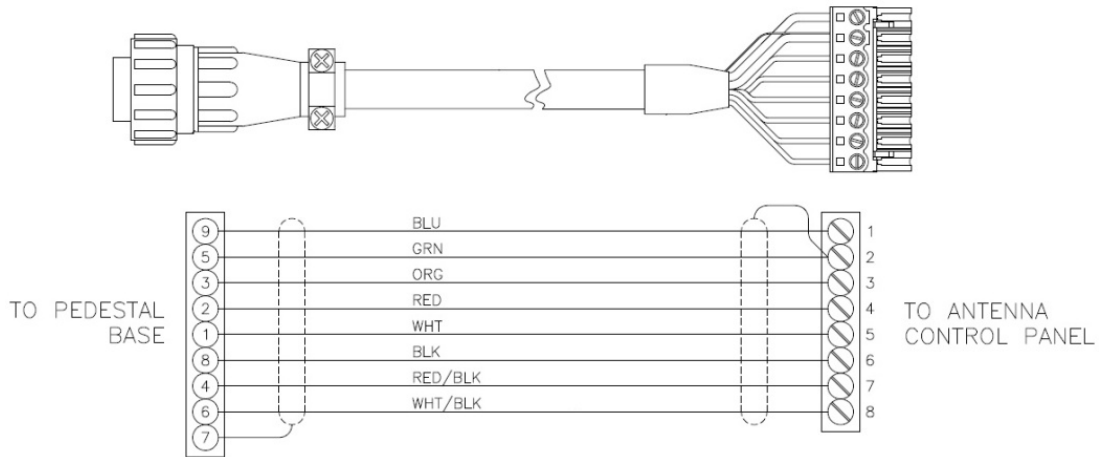 9 BLU 1
5 GRN 2
3 ORG 3
2 RED 4
1 WHT 5
8 BLK 6
4 RED/BLK 7
6 WHT/BLK 8
7
TO PEDESTAL
BASE
TO ANTENNA
CONTROL PANEL